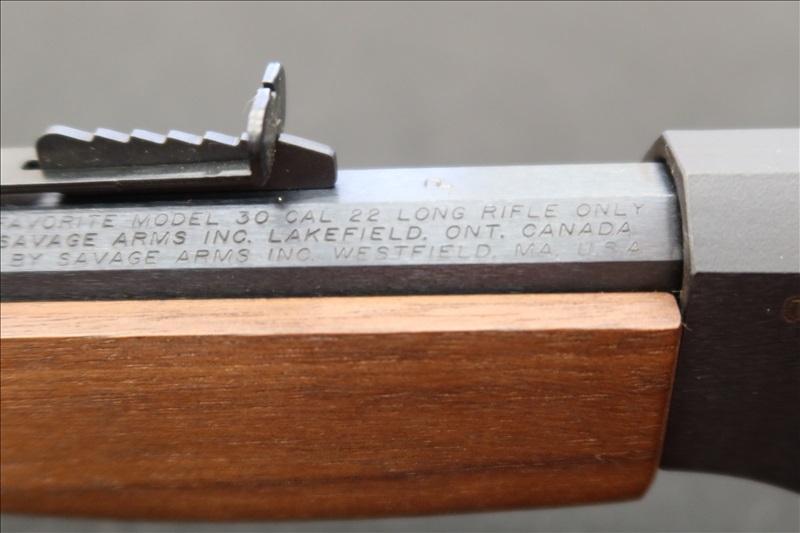 FAVORITE MODEL 30 CAL 22 LONG RIFLE ONLY
SAVAGE ARMS INC. LAKEFIELD, ONT. CANADA
BY SAVAGE ARMS INC. WESTFIELD, MA, U.S.A.